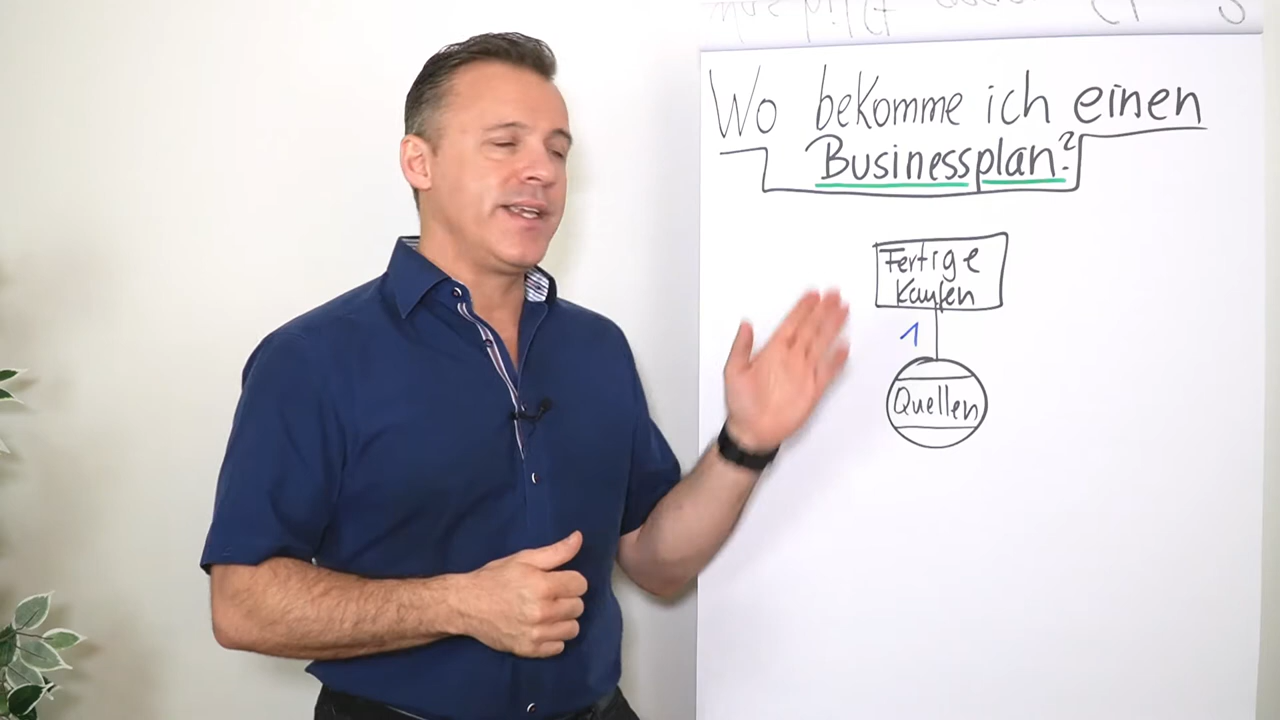 Wo bekomme ich einen
Businessplan?
Fertige
Kaufen
1
Quellen